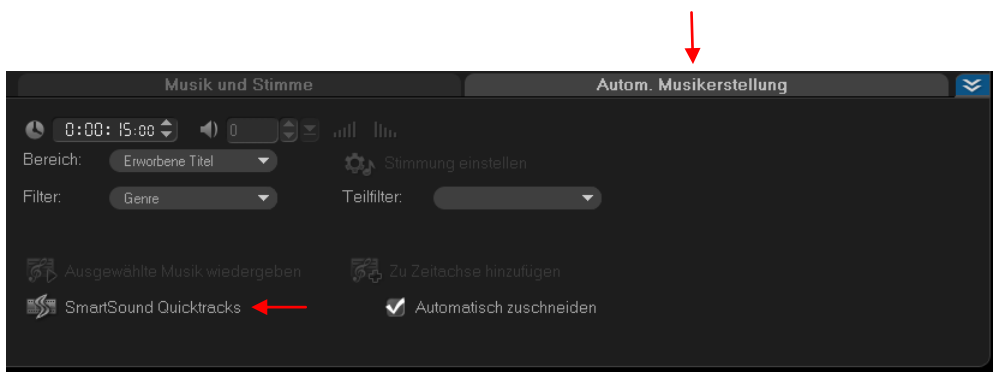 Musik und Stimme
Autom. Musikerstellung
0:00:15:00 0
Bereich: Erworbene Titel Stimmung einstellen
Filter: Genre Teilfilter:
Ausgewählte Musik wiedergeben Zu Zeitachse hinzufügen
SmartSound Quicktracks Automatisch zuschneiden